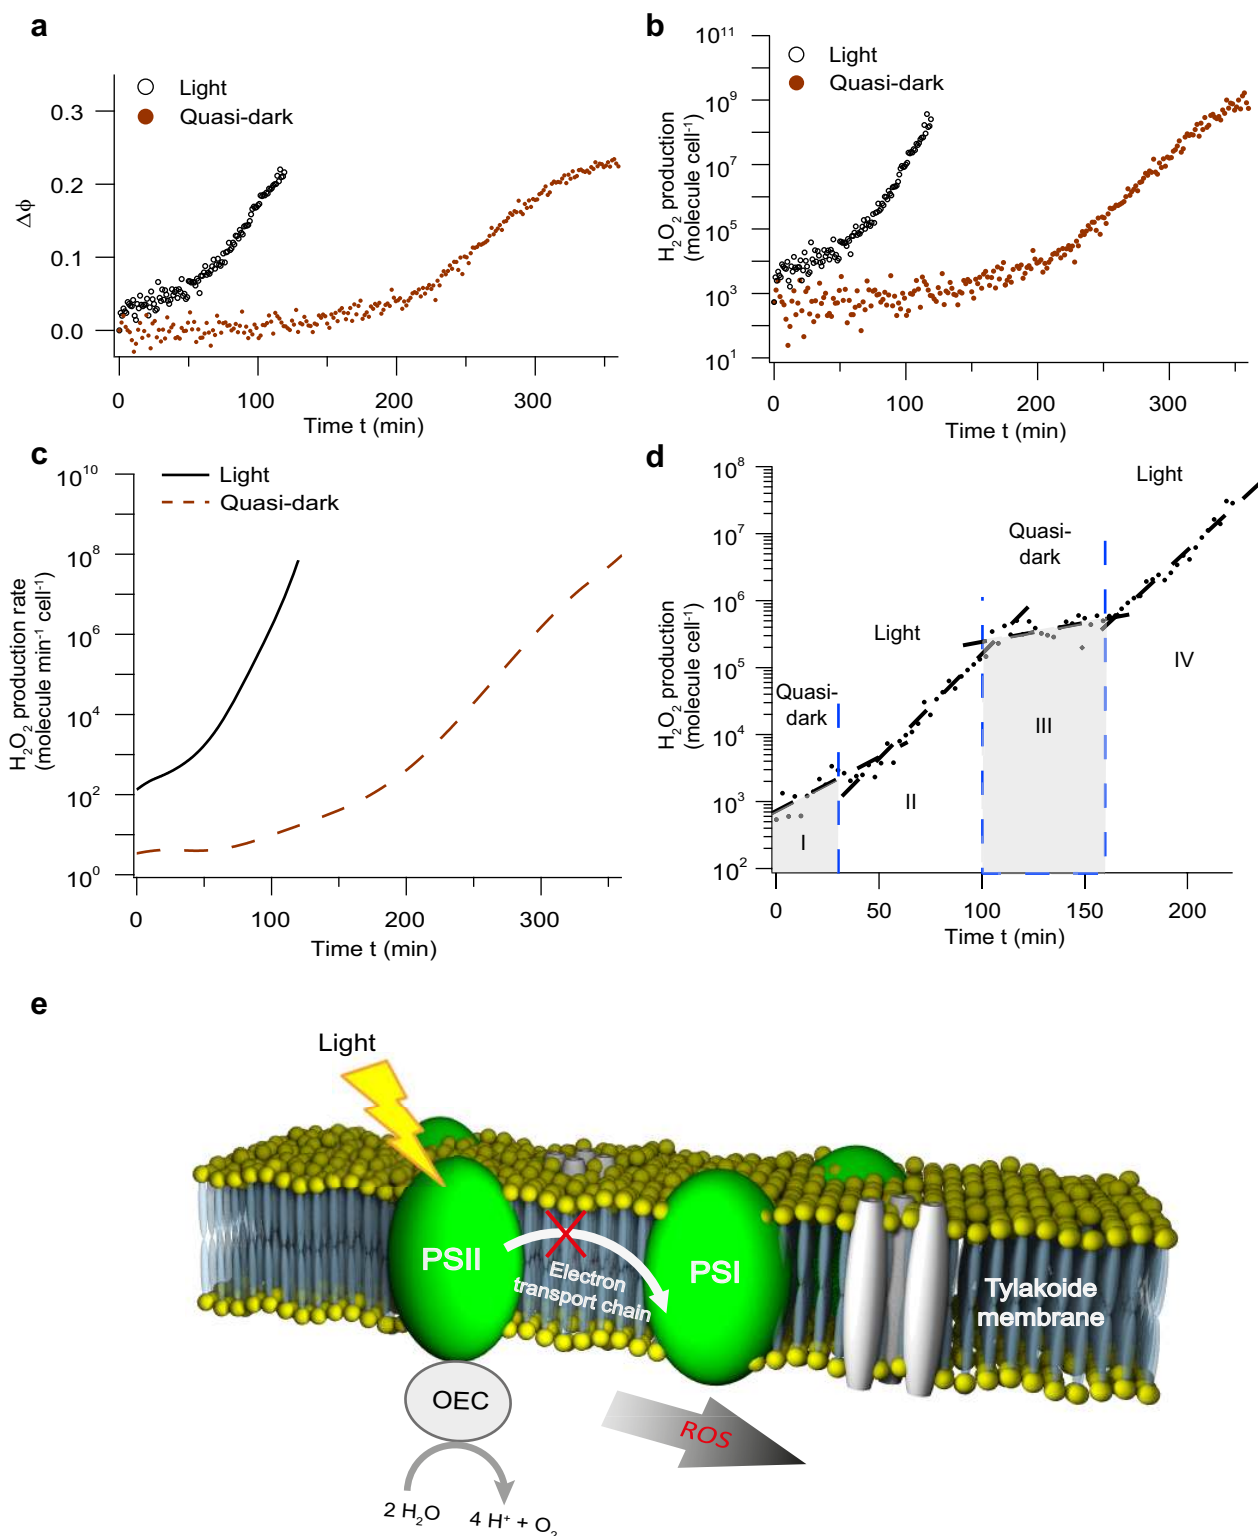 a
Light
Quasi-dark
0.3
0.2
0.1
0.0
Δϕ
0 100 200 300
Time t (min)
b
Light
Quasi-dark
10¹¹
10⁹
10⁷
10⁵
10³
10¹
H₂O₂ production
(molecule cell⁻¹)
0 100 200 300
Time t (min)
c
Light
Quasi-dark
10¹⁰
10⁸
10⁶
10⁴
10²
10⁰
H₂O₂ production rate
(molecule min⁻¹ cell⁻¹)
0 100 200 300
Time t (min)
d
10⁸
10⁷
10⁶
10⁵
10⁴
10³
10²
H₂O₂ production
(molecule cell⁻¹)
Quasi-
dark
Light
Quasi-
dark
Light
I
II
III
IV
0 50 100 150 200
Time t (min)
e
Light
PSII
Electron
transport chain
PSI
Tylakoide
membrane
OEC
ROS
2 H₂O
4 H⁺ + O₂